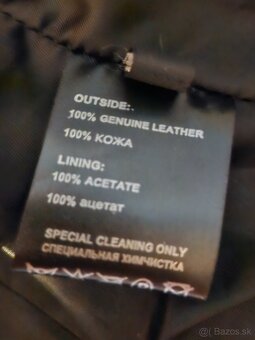 OUTSIDE:.
100% GENUINE LEATHER
100% КОЖА
LINING:
100% ACETATE
100% ацетат
SPECIAL CLEANING ONLY
СПЕЦИАЛЬНАЯ ХИМЧИСТКА
Bazos.sk